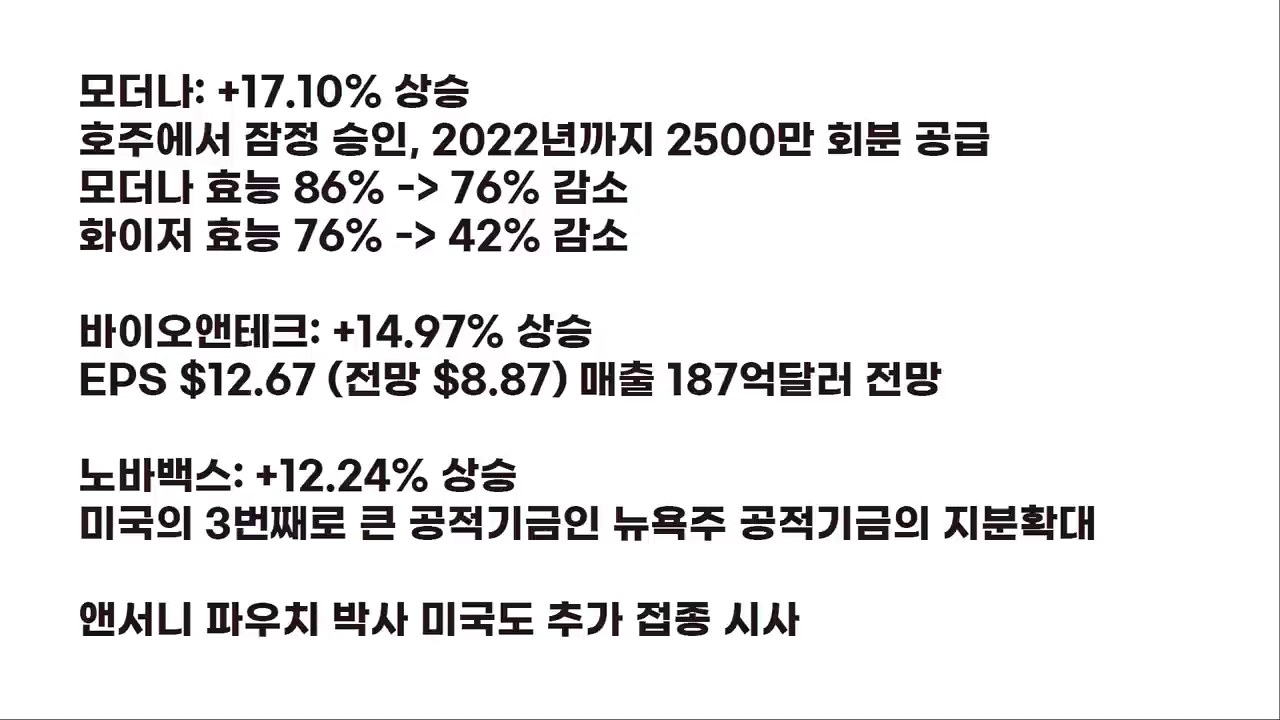 모더나: +17.10% 상승
호주에서 잠정 승인, 2022년까지 2500만 회분 공급
모더나 효능 86% -> 76% 감소
화이저 효능 76% -> 42% 감소
바이오앤테크: +14.97% 상승
EPS $12.67 (전망 $8.87) 매출 187억달러 전망
노바백스: +12.24% 상승
미국의 3번째로 큰 공적기금인 뉴욕주 공적기금의 지분확대
앤서니 파우치 박사 미국도 추가 접종 시사